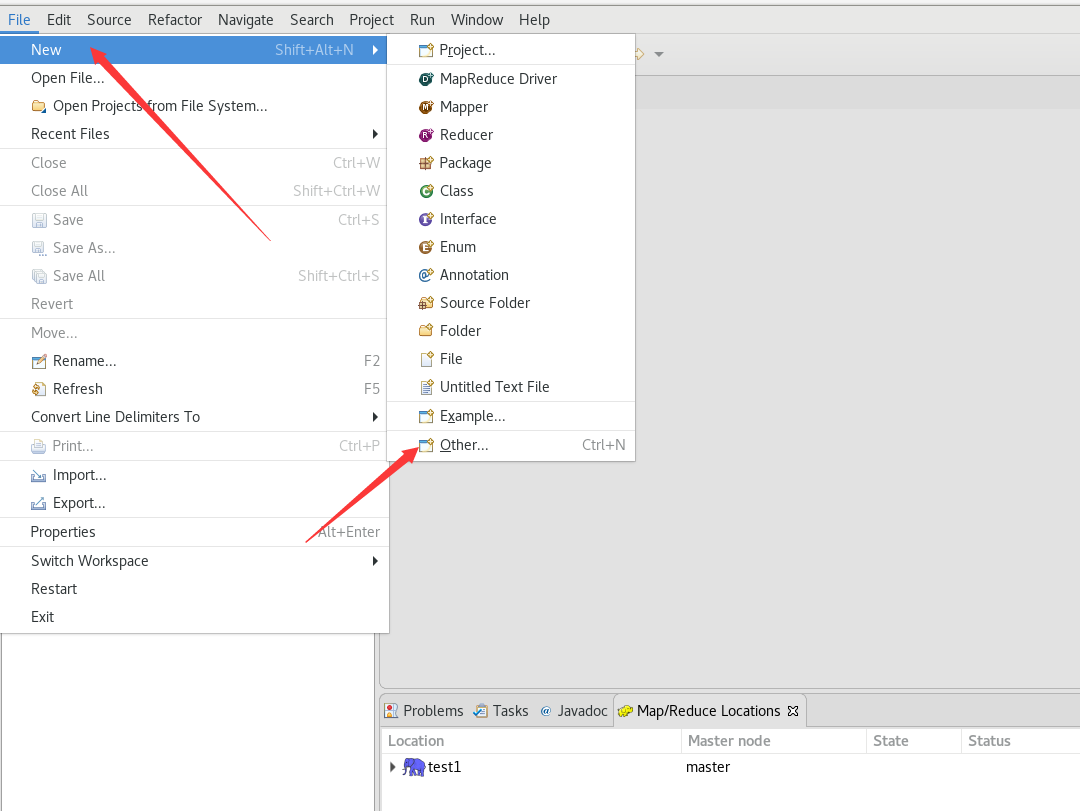 File Edit Source Refactor Navigate Search Project Run Window Help
New Shift+Alt+N
Open File...
Open Projects from File System...
Recent Files
Close Ctrl+W
Close All Shift+Ctrl+W
Save Ctrl+S
Save As...
Save All Shift+Ctrl+S
Revert
Move...
Rename... F2
Refresh F5
Convert Line Delimiters To
Print... Ctrl+P
Import...
Export...
Properties Alt+Enter
Switch Workspace
Restart
Exit
Project...
MapReduce Driver
Mapper
Reducer
Package
Class
Interface
Enum
Annotation
Source Folder
Folder
File
Untitled Text File
Example...
Other... Ctrl+N
Problems Tasks Javadoc Map/Reduce Locations
Location Master node State Status
test1 master